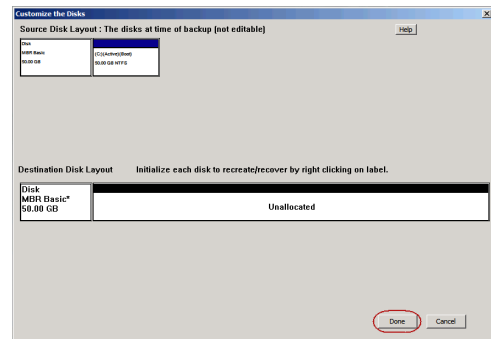 Customize the Disks
Source Disk Layout : The disks at time of backup (not editable)
Help
Disk
MBR Basic
50.00 GB
(C:)(Active)(Boot)
50.00 GB NTFS
Destination Disk Layout Initialize each disk to recreate/recover by right clicking on label.
Disk
MBR Basic*
50.00 GB
Unallocated
Done Cancel